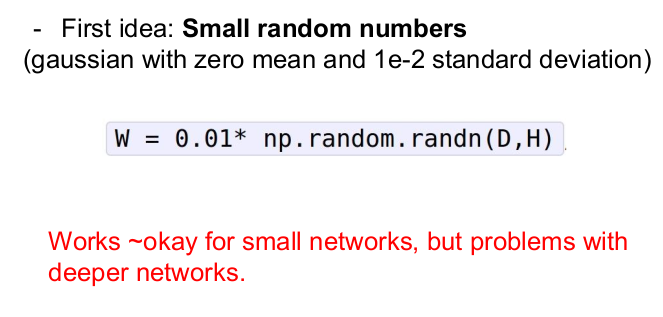 - First idea: Small random numbers
(gaussian with zero mean and 1e-2 standard deviation)
W = 0.01* np.random.randn(D,H)
Works ~okay for small networks, but problems with
deeper networks.